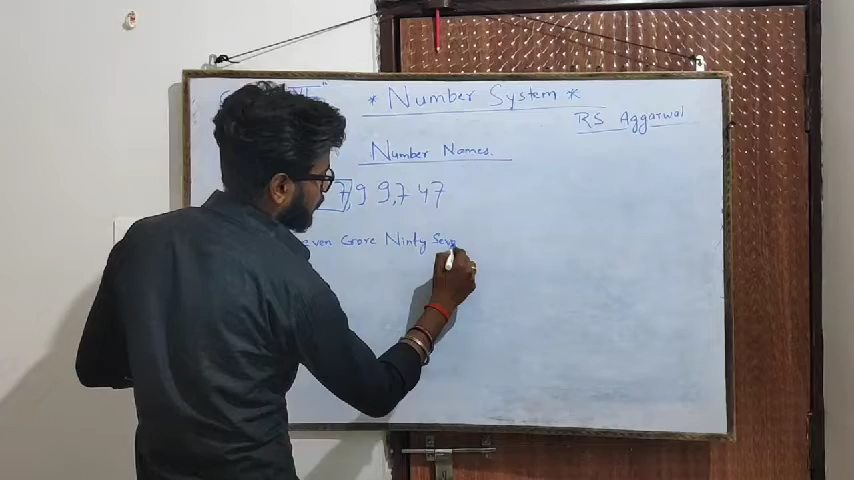 * Number System *
RS Aggarwal
Number Names.
7,9 9,7 47
even Crore Ninty Seve